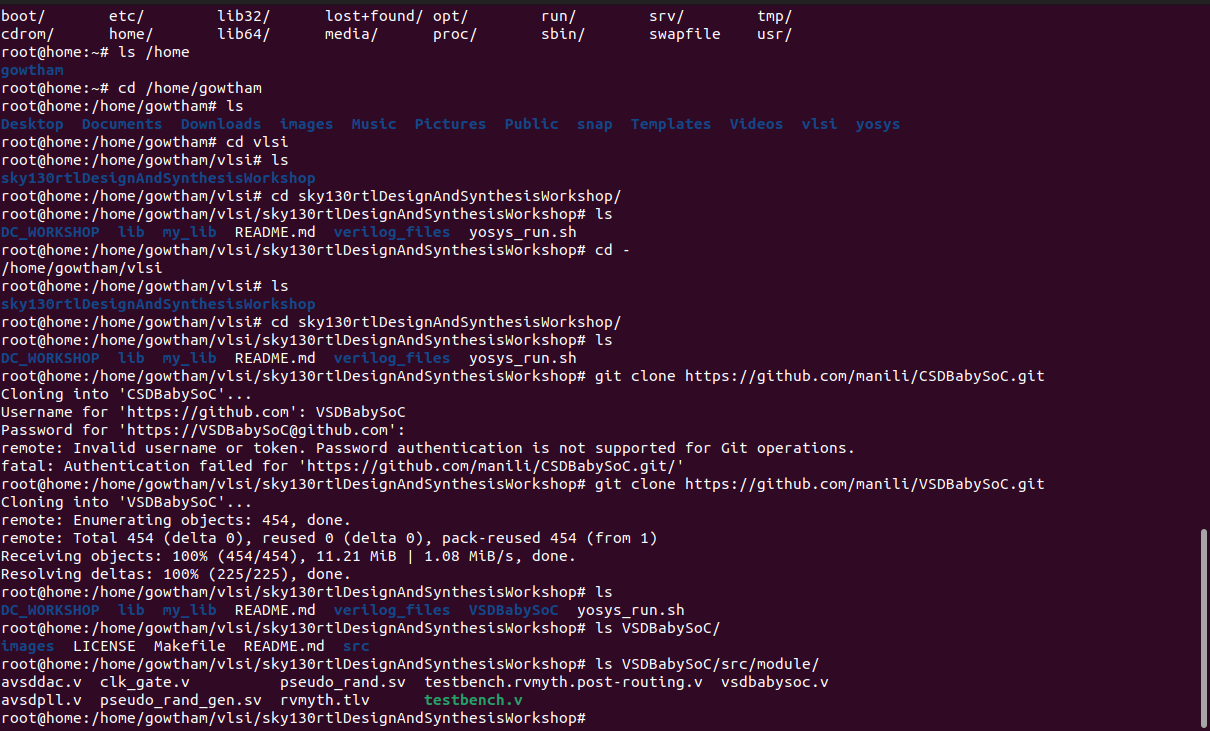 boot/ etc/ lib32/ lost+found/ opt/ run/ srv/ tmp/
cdrom/ home/ lib64/ media/ proc/ sbin/ swapfile usr/
root@home:~# ls /home
gowtham
root@home:~# cd /home/gowtham
root@home:/home/gowtham# ls
Desktop Documents Downloads images Music Pictures Public snap Templates Videos vlsi yosys
root@home:/home/gowtham# cd vlsi
root@home:/home/gowtham/vlsi# ls
sky130rtlDesignAndSynthesisWorkshop
root@home:/home/gowtham/vlsi# cd sky130rtlDesignAndSynthesisWorkshop/
root@home:/home/gowtham/vlsi/sky130rtlDesignAndSynthesisWorkshop# ls
DC_WORKSHOP lib my_lib README.md verilog_files yosys_run.sh
root@home:/home/gowtham/vlsi/sky130rtlDesignAndSynthesisWorkshop# cd -
/home/gowtham/vlsi
root@home:/home/gowtham/vlsi# ls
sky130rtlDesignAndSynthesisWorkshop
root@home:/home/gowtham/vlsi# cd sky130rtlDesignAndSynthesisWorkshop/
root@home:/home/gowtham/vlsi/sky130rtlDesignAndSynthesisWorkshop# ls
DC_WORKSHOP lib my_lib README.md verilog_files yosys_run.sh
root@home:/home/gowtham/vlsi/sky130rtlDesignAndSynthesisWorkshop# git clone https://github.com/manili/CSDBabySoC.git
Cloning into 'CSDBabySoC'...
Username for 'https://github.com': VSDBabySoC
Password for 'https://VSDBabySoC@github.com':
remote: Invalid username or token. Password authentication is not supported for Git operations.
fatal: Authentication failed for 'https://github.com/manili/CSDBabySoC.git/'
root@home:/home/gowtham/vlsi/sky130rtlDesignAndSynthesisWorkshop# git clone https://github.com/manili/VSDBabySoC.git
Cloning into 'VSDBabySoC'...
remote: Enumerating objects: 454, done.
remote: Total 454 (delta 0), reused 0 (delta 0), pack-reused 454 (from 1)
Receiving objects: 100% (454/454), 11.21 MiB | 1.08 MiB/s, done.
Resolving deltas: 100% (225/225), done.
root@home:/home/gowtham/vlsi/sky130rtlDesignAndSynthesisWorkshop# ls
DC_WORKSHOP lib my_lib README.md verilog_files VSDBabySoC yosys_run.sh
root@home:/home/gowtham/vlsi/sky130rtlDesignAndSynthesisWorkshop# ls VSDBabySoC/
images LICENSE Makefile README.md src
root@home:/home/gowtham/vlsi/sky130rtlDesignAndSynthesisWorkshop# ls VSDBabySoC/src/module/
avsddac.v clk_gate.v pseudo_rand.sv testbench.rvmyth.post-routing.v vsdbabysoc.v
avsdpll.v pseudo_rand_gen.sv rvmyth.tlv testbench.v
root@home:/home/gowtham/vlsi/sky130rtlDesignAndSynthesisWorkshop#